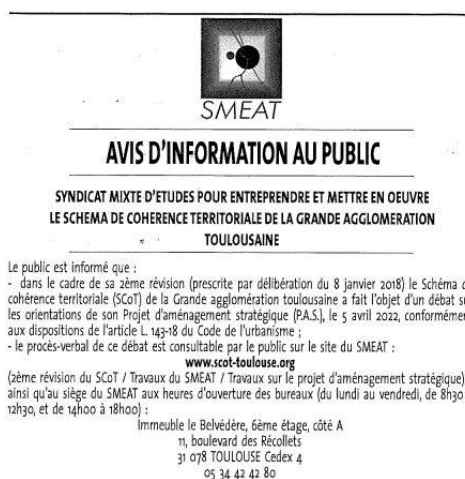 SMEAT
AVIS D'INFORMATION AU PUBLIC
SYNDICAT MIXTE D'ETUDES POUR ENTREPRENDRE ET METTRE EN OEUVRE
LE SCHEMA DE COHERENCE TERRITORIALE DE LA GRANDE AGGLOMERATION
TOULOUSAINE
Le public est informé que :
- dans le cadre de sa 2ème révision (prescrite par délibération du 8 janvier 2018) le Schéma
cohérence territoriale (SCoT) de la Grande agglomération toulousaine a fait l'objet d'un débat
les orientations de son Projet d'aménagement stratégique (P.A.S.), le 5 avril 2022, conformém
aux dispositions de l'article L. 143-18 du Code de l'urbanisme ;
- le procès-verbal de ce débat est consultable par le public sur le site du SMEAT :
www.scot-toulouse.org
(2ème révision du SCoT / Travaux du SMEAT / Travaux sur le projet d'aménagement stratégique)
ainsi qu'au siège du SMEAT aux heures d'ouverture des bureaux (du lundi au vendredi, de 8h30
12h30, et de 14h00 à 18h00) :
Immeuble le Belvédère, 6ème étage, côté A
11, boulevard des Récollets
31 078 TOULOUSE Cedex 4
05 34 42 42 80